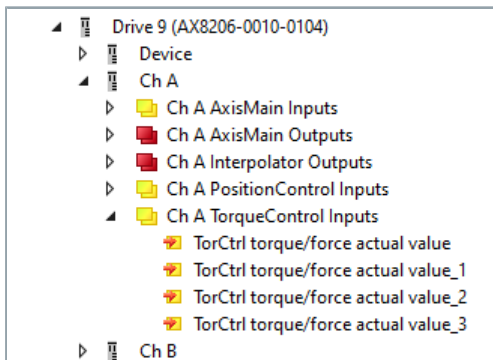 Drive 9 (AX8206-0010-0104)
Device
Ch A
Ch A AxisMain Inputs
Ch A AxisMain Outputs
Ch A Interpolator Outputs
Ch A PositionControl Inputs
Ch A TorqueControl Inputs
TorCtrl torque/force actual value
TorCtrl torque/force actual value_1
TorCtrl torque/force actual value_2
TorCtrl torque/force actual value_3
Ch B